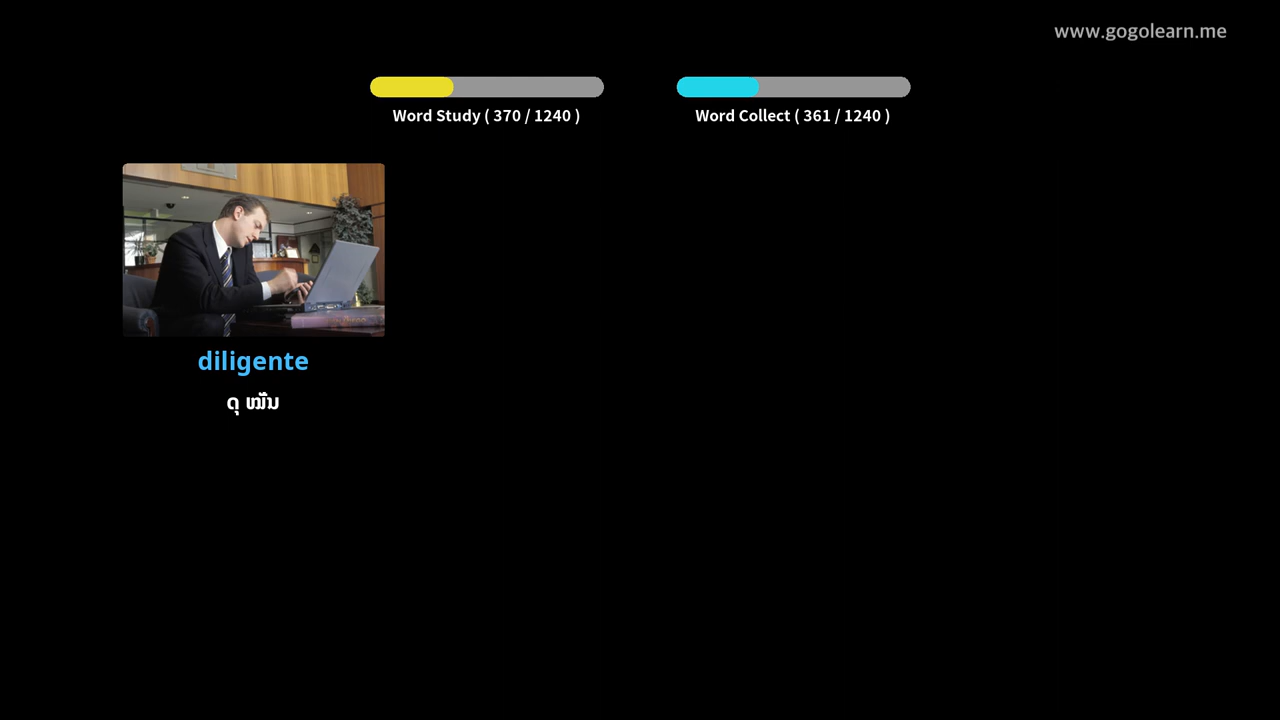 www.gogolearn.me
Word Study ( 370 / 1240 )
Word Collect ( 361 / 1240 )
diligente
ດຸ ໝັ່ນ